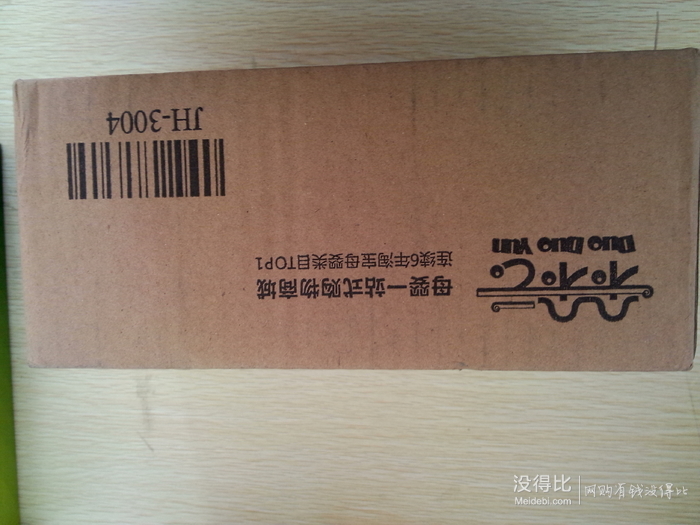 Duo Duo Yun
母婴一站式购物商城
连续6年淘宝母婴类目TOP1
JH-3004
没得比
Meidebi.com
网购有钱没得比